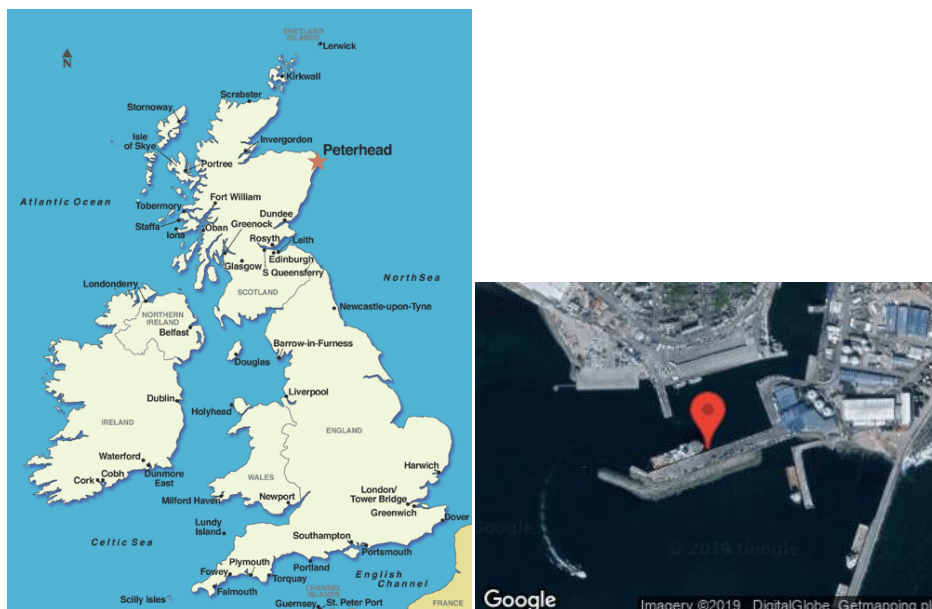 SHETLAND
ISLANDS
Lerwick
N
Kirkwall
Scrabster
Stornoway
Isle
of Skye
Invergordon
Peterhead
Portree
Atlantic Ocean
Fort William
Tobermory
Dundee
Greenock
Staffa
Oban
Iona
Rosyth
Leith
Edinburgh
Glasgow
S Queensferry
North Sea
Londonderry
SCOTLAND
NORTHERN
IRELAND
Newcastle-upon-Tyne
Belfast
Barrow-in-Furness
Douglas
Liverpool
Dublin
Holyhead
IRELAND
ENGLAND
Waterford
Harwich
Cobh
Cork
Dunmore
East
WALES
London/
Tower Bridge
Milford Haven
Newport
Greenwich
Dover
Lundy
Island
Southampton
Celtic Sea
Portsmouth
Plymouth
Portland
Fowey
Torquay
English
Channel
Falmouth
CHANNEL
ISLANDS
Scilly Isles
Guernsey
St. Peter Port
FRANCE
Google
© 2019 Google
Google
Imagery ©2019 , DigitalGlobe, Getmapping pl